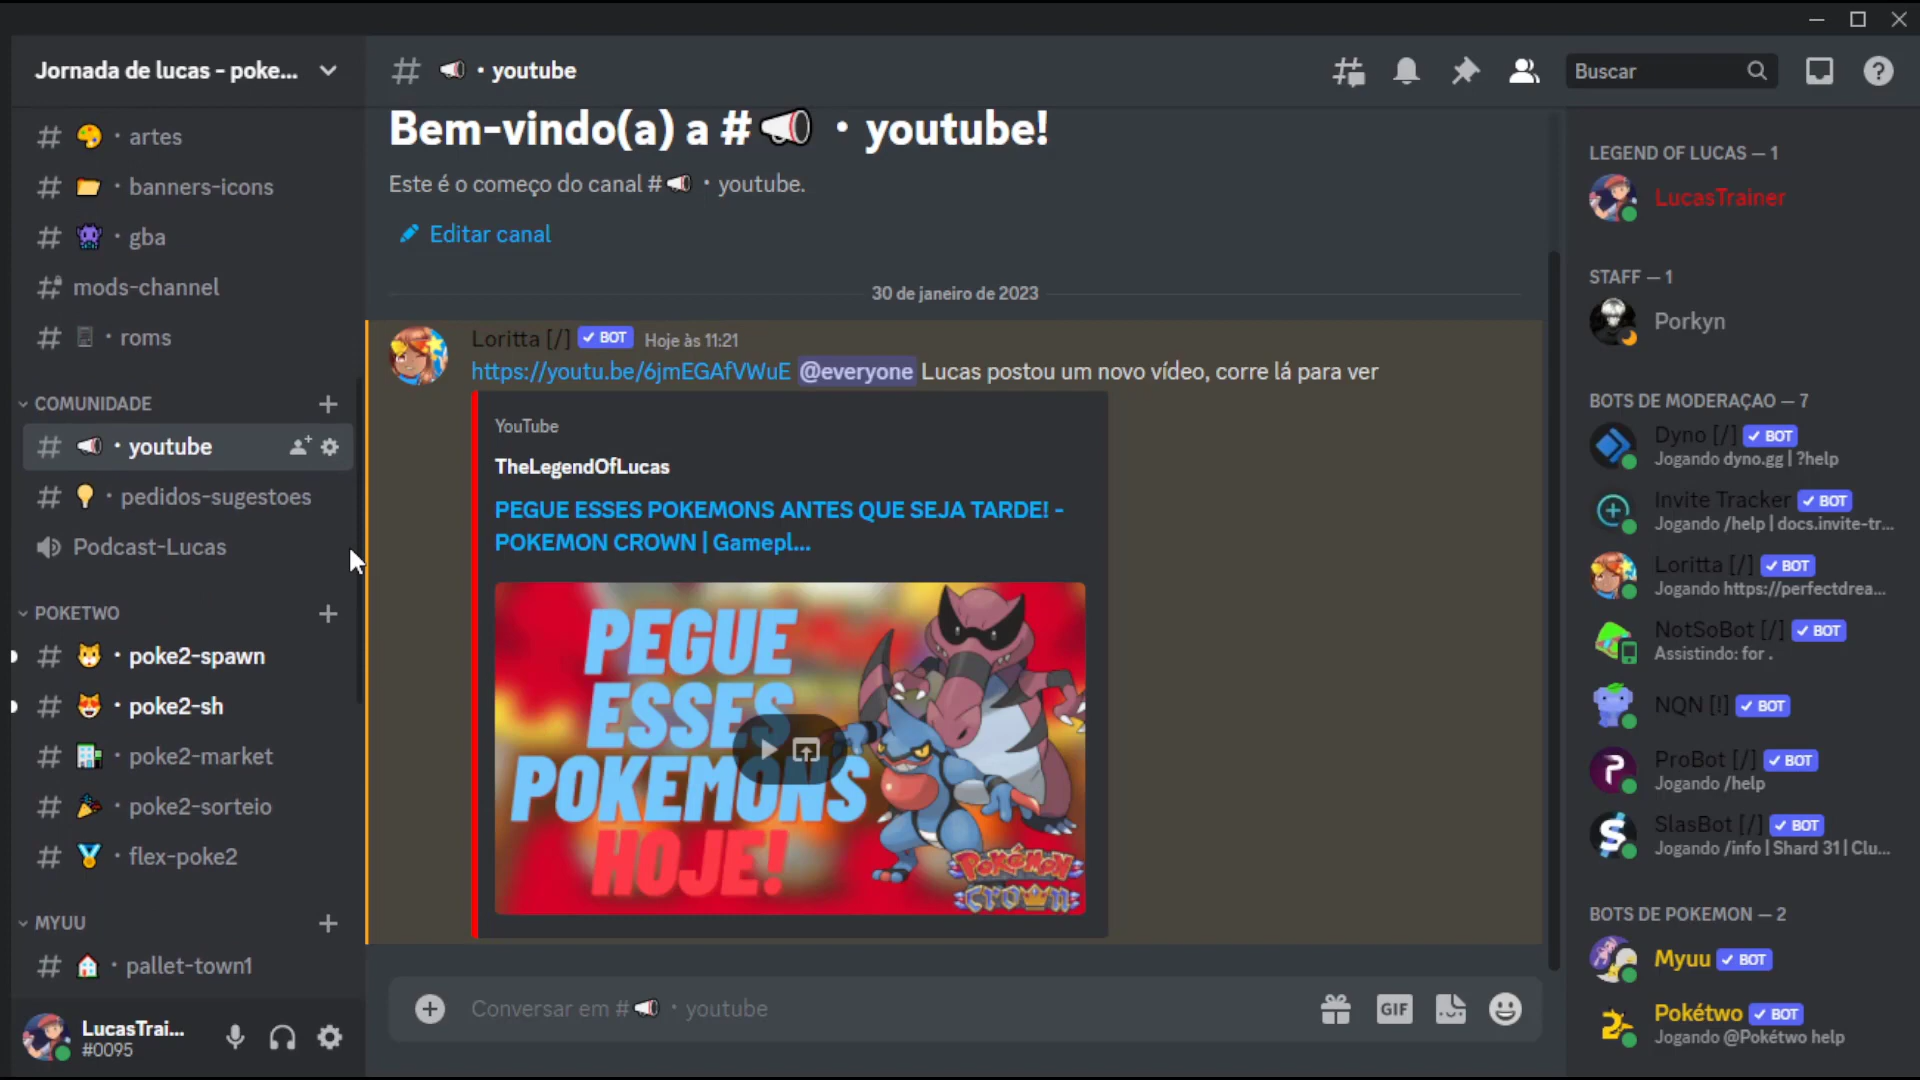 Jornada de lucas - poke...
• youtube
Buscar
• artes
• banners-icons
• gba
mods-channel
• roms
COMUNIDADE
• youtube
• pedidos-sugestoes
Podcast-Lucas
POKETWO
• poke2-spawn
• poke2-sh
• poke2-market
• poke2-sorteio
• flex-poke2
MYUU
• pallet-town1
LucasTrai...
#0095
Bem-vindo(a) a # • youtube!
Este é o começo do canal # • youtube.
Editar canal
30 de janeiro de 2023
Loritta [/] BOT Hoje às 11:21
https://youtu.be/6jmEGAfVWuE @everyone Lucas postou um novo vídeo, corre lá para ver
YouTube
TheLegendOfLucas
PEGUE ESSES POKEMONS ANTES QUE SEJA TARDE! -
POKEMON CROWN | Gamepl...
PEGUE
ESSES
POKEMONS
HOJE!
POKéMON
CROWN
Conversar em # • youtube
GIF
LEGEND OF LUCAS — 1
LucasTrainer
STAFF — 1
Porkyn
BOTS DE MODERAÇAO — 7
Dyno [/] BOT
Jogando dyno.gg | ?help
Invite Tracker BOT
Jogando /help | docs.invite-tr...
Loritta [/] BOT
Jogando https://perfectdrea...
NotSoBot [/] BOT
Assistindo: for .
NQN [!] BOT
ProBot [/] BOT
Jogando /help
SlasBot [/] BOT
Jogando /info | Shard 31 | Clu...
BOTS DE POKEMON — 2
Myuu BOT
Pokétwo BOT
Jogando @Pokétwo help